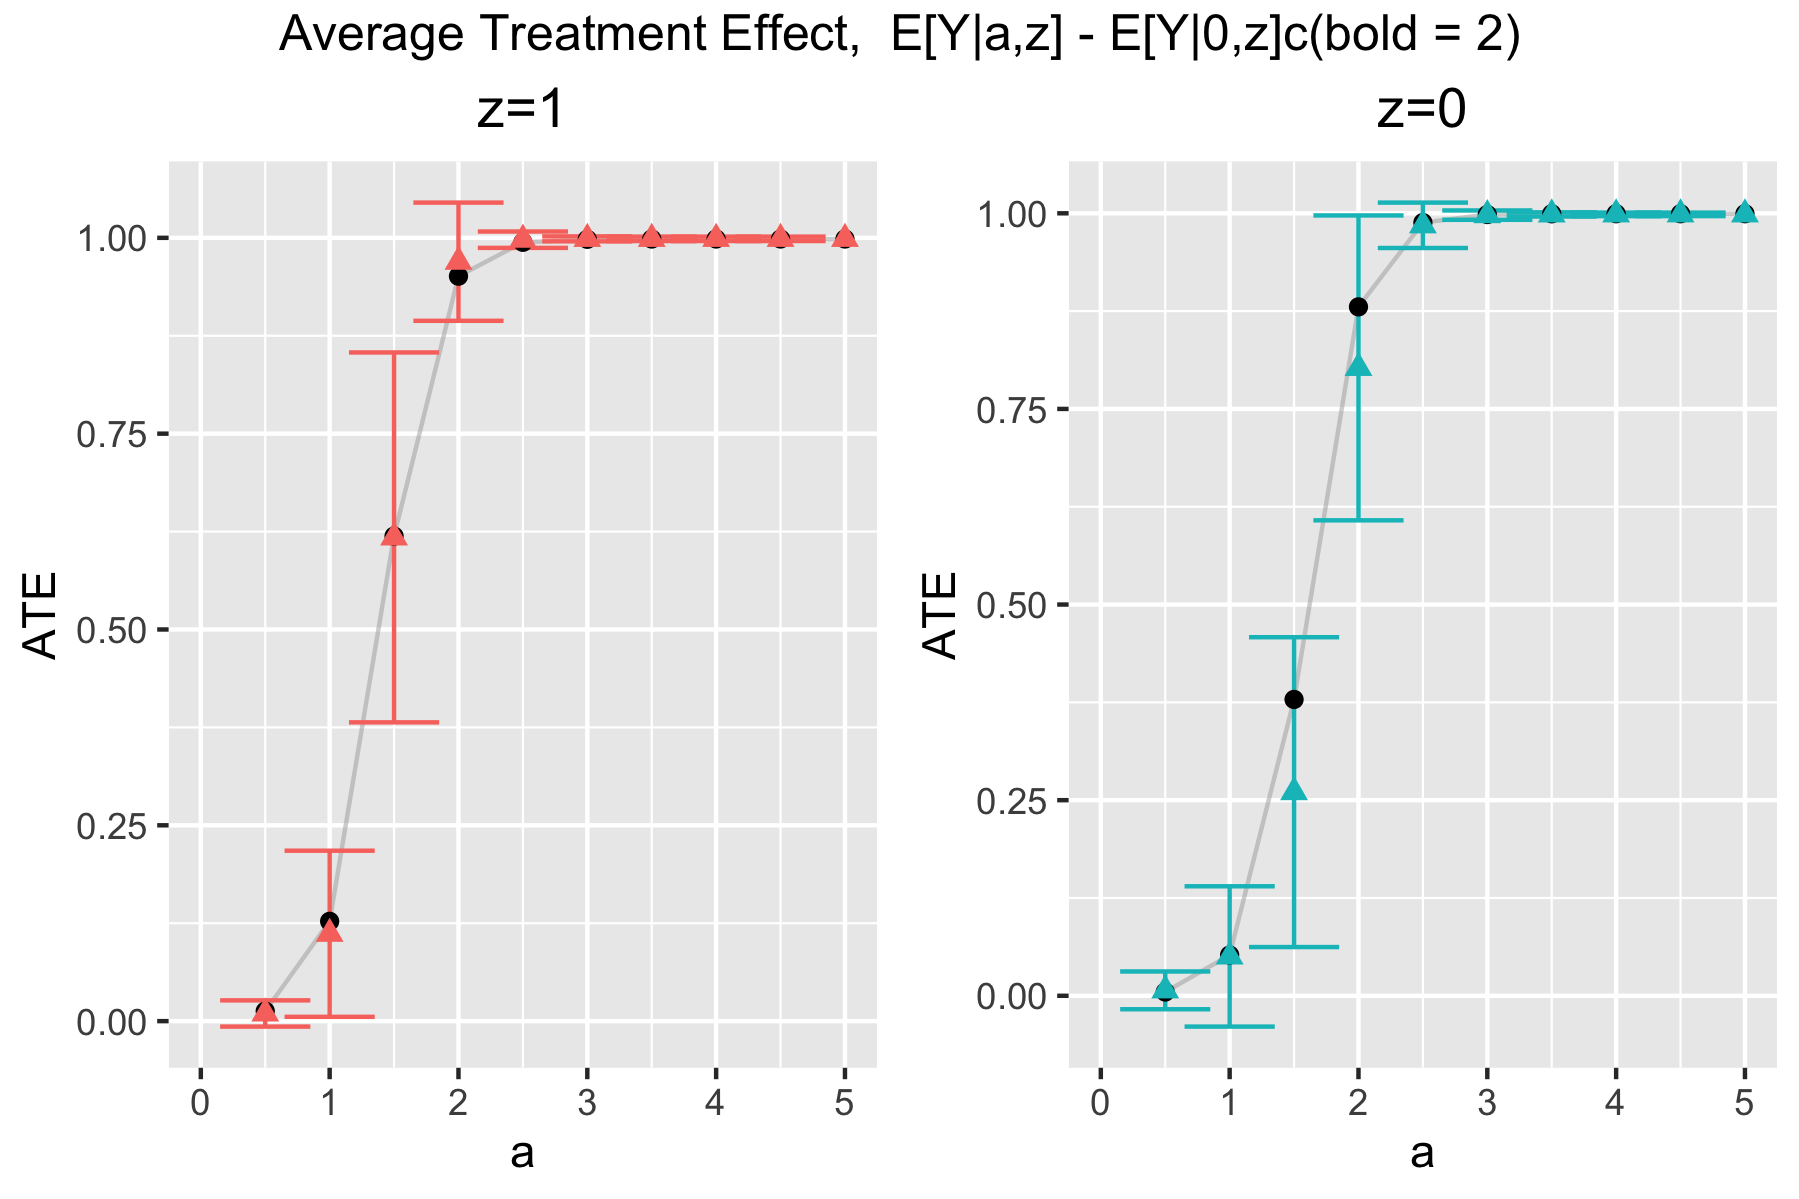 Average Treatment Effect,  E[Y|a,z] - E[Y|0,z]c(bold = 2)
z=1
1.00
0.75
0.50
0.25
0.00
ATE
0 1 2 3 4 5
a
z=0
1.00
0.75
0.50
0.25
0.00
ATE
0 1 2 3 4 5
a